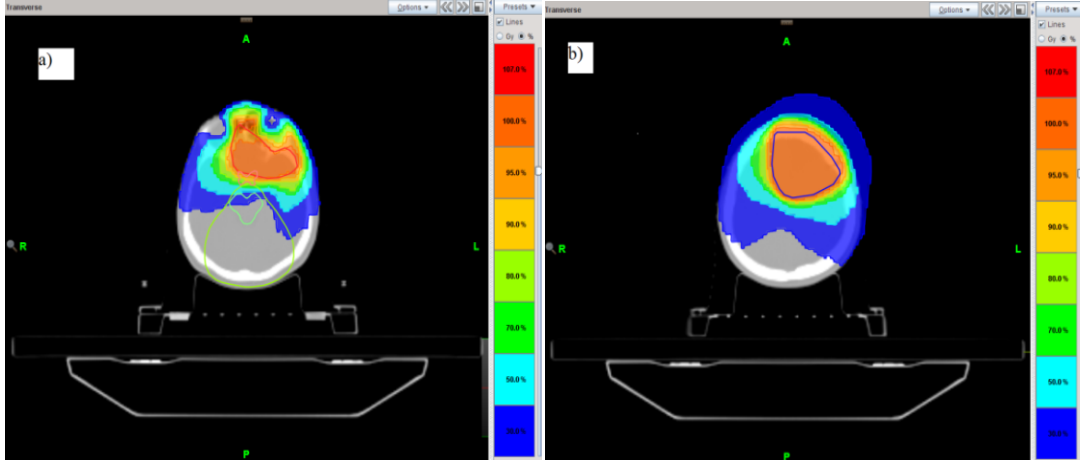 Transverse
Options
Presets
Lines
Gy %
a)
A
107.0%
100.0%
95.0%
90.0%
80.0%
70.0%
50.0%
R
L
P
Transverse
Options
Presets
Lines
Gy %
b)
A
107.0%
100.0%
95.0%
90.0%
80.0%
70.0%
50.0%
R
L
P